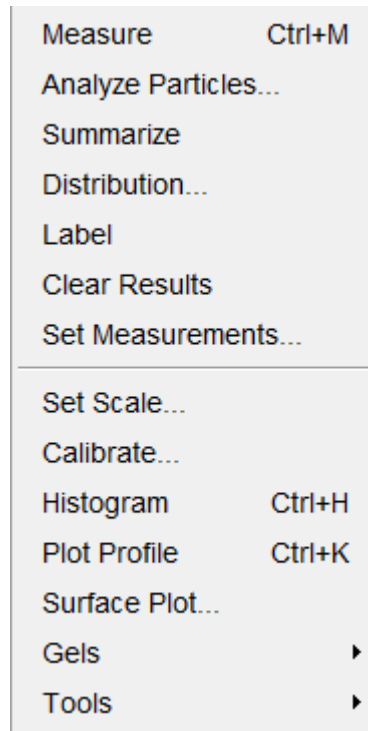 Measure Ctrl+M
Analyze Particles...
Summarize
Distribution...
Label
Clear Results
Set Measurements...
Set Scale...
Calibrate...
Histogram Ctrl+H
Plot Profile Ctrl+K
Surface Plot...
Gels
Tools